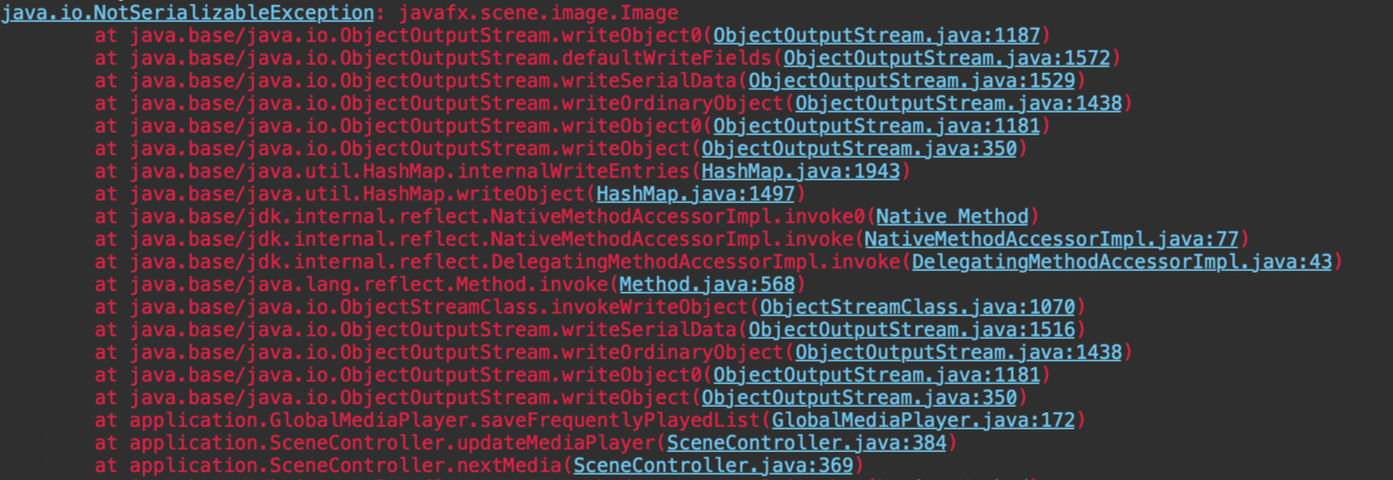 java.io.NotSerializableException: javafx.scene.image.Image
at java.base/java.io.ObjectOutputStream.writeObject0(ObjectOutputStream.java:1187)
at java.base/java.io.ObjectOutputStream.defaultWriteFields(ObjectOutputStream.java:1572)
at java.base/java.io.ObjectOutputStream.writeSerialData(ObjectOutputStream.java:1529)
at java.base/java.io.ObjectOutputStream.writeOrdinaryObject(ObjectOutputStream.java:1438)
at java.base/java.io.ObjectOutputStream.writeObject0(ObjectOutputStream.java:1181)
at java.base/java.io.ObjectOutputStream.writeObject(ObjectOutputStream.java:350)
at java.base/java.util.HashMap.internalWriteEntries(HashMap.java:1943)
at java.base/java.util.HashMap.writeObject(HashMap.java:1497)
at java.base/jdk.internal.reflect.NativeMethodAccessorImpl.invoke0(Native Method)
at java.base/jdk.internal.reflect.NativeMethodAccessorImpl.invoke(NativeMethodAccessorImpl.java:77)
at java.base/jdk.internal.reflect.DelegatingMethodAccessorImpl.invoke(DelegatingMethodAccessorImpl.java:43)
at java.base/java.lang.reflect.Method.invoke(Method.java:568)
at java.base/java.io.ObjectStreamClass.invokeWriteObject(ObjectStreamClass.java:1070)
at java.base/java.io.ObjectOutputStream.writeSerialData(ObjectOutputStream.java:1516)
at java.base/java.io.ObjectOutputStream.writeOrdinaryObject(ObjectOutputStream.java:1438)
at java.base/java.io.ObjectOutputStream.writeObject0(ObjectOutputStream.java:1181)
at java.base/java.io.ObjectOutputStream.writeObject(ObjectOutputStream.java:350)
at application.GlobalMediaPlayer.saveFrequentlyPlayedList(GlobalMediaPlayer.java:172)
at application.SceneController.updateMediaPlayer(SceneController.java:384)
at application.SceneController.nextMedia(SceneController.java:369)